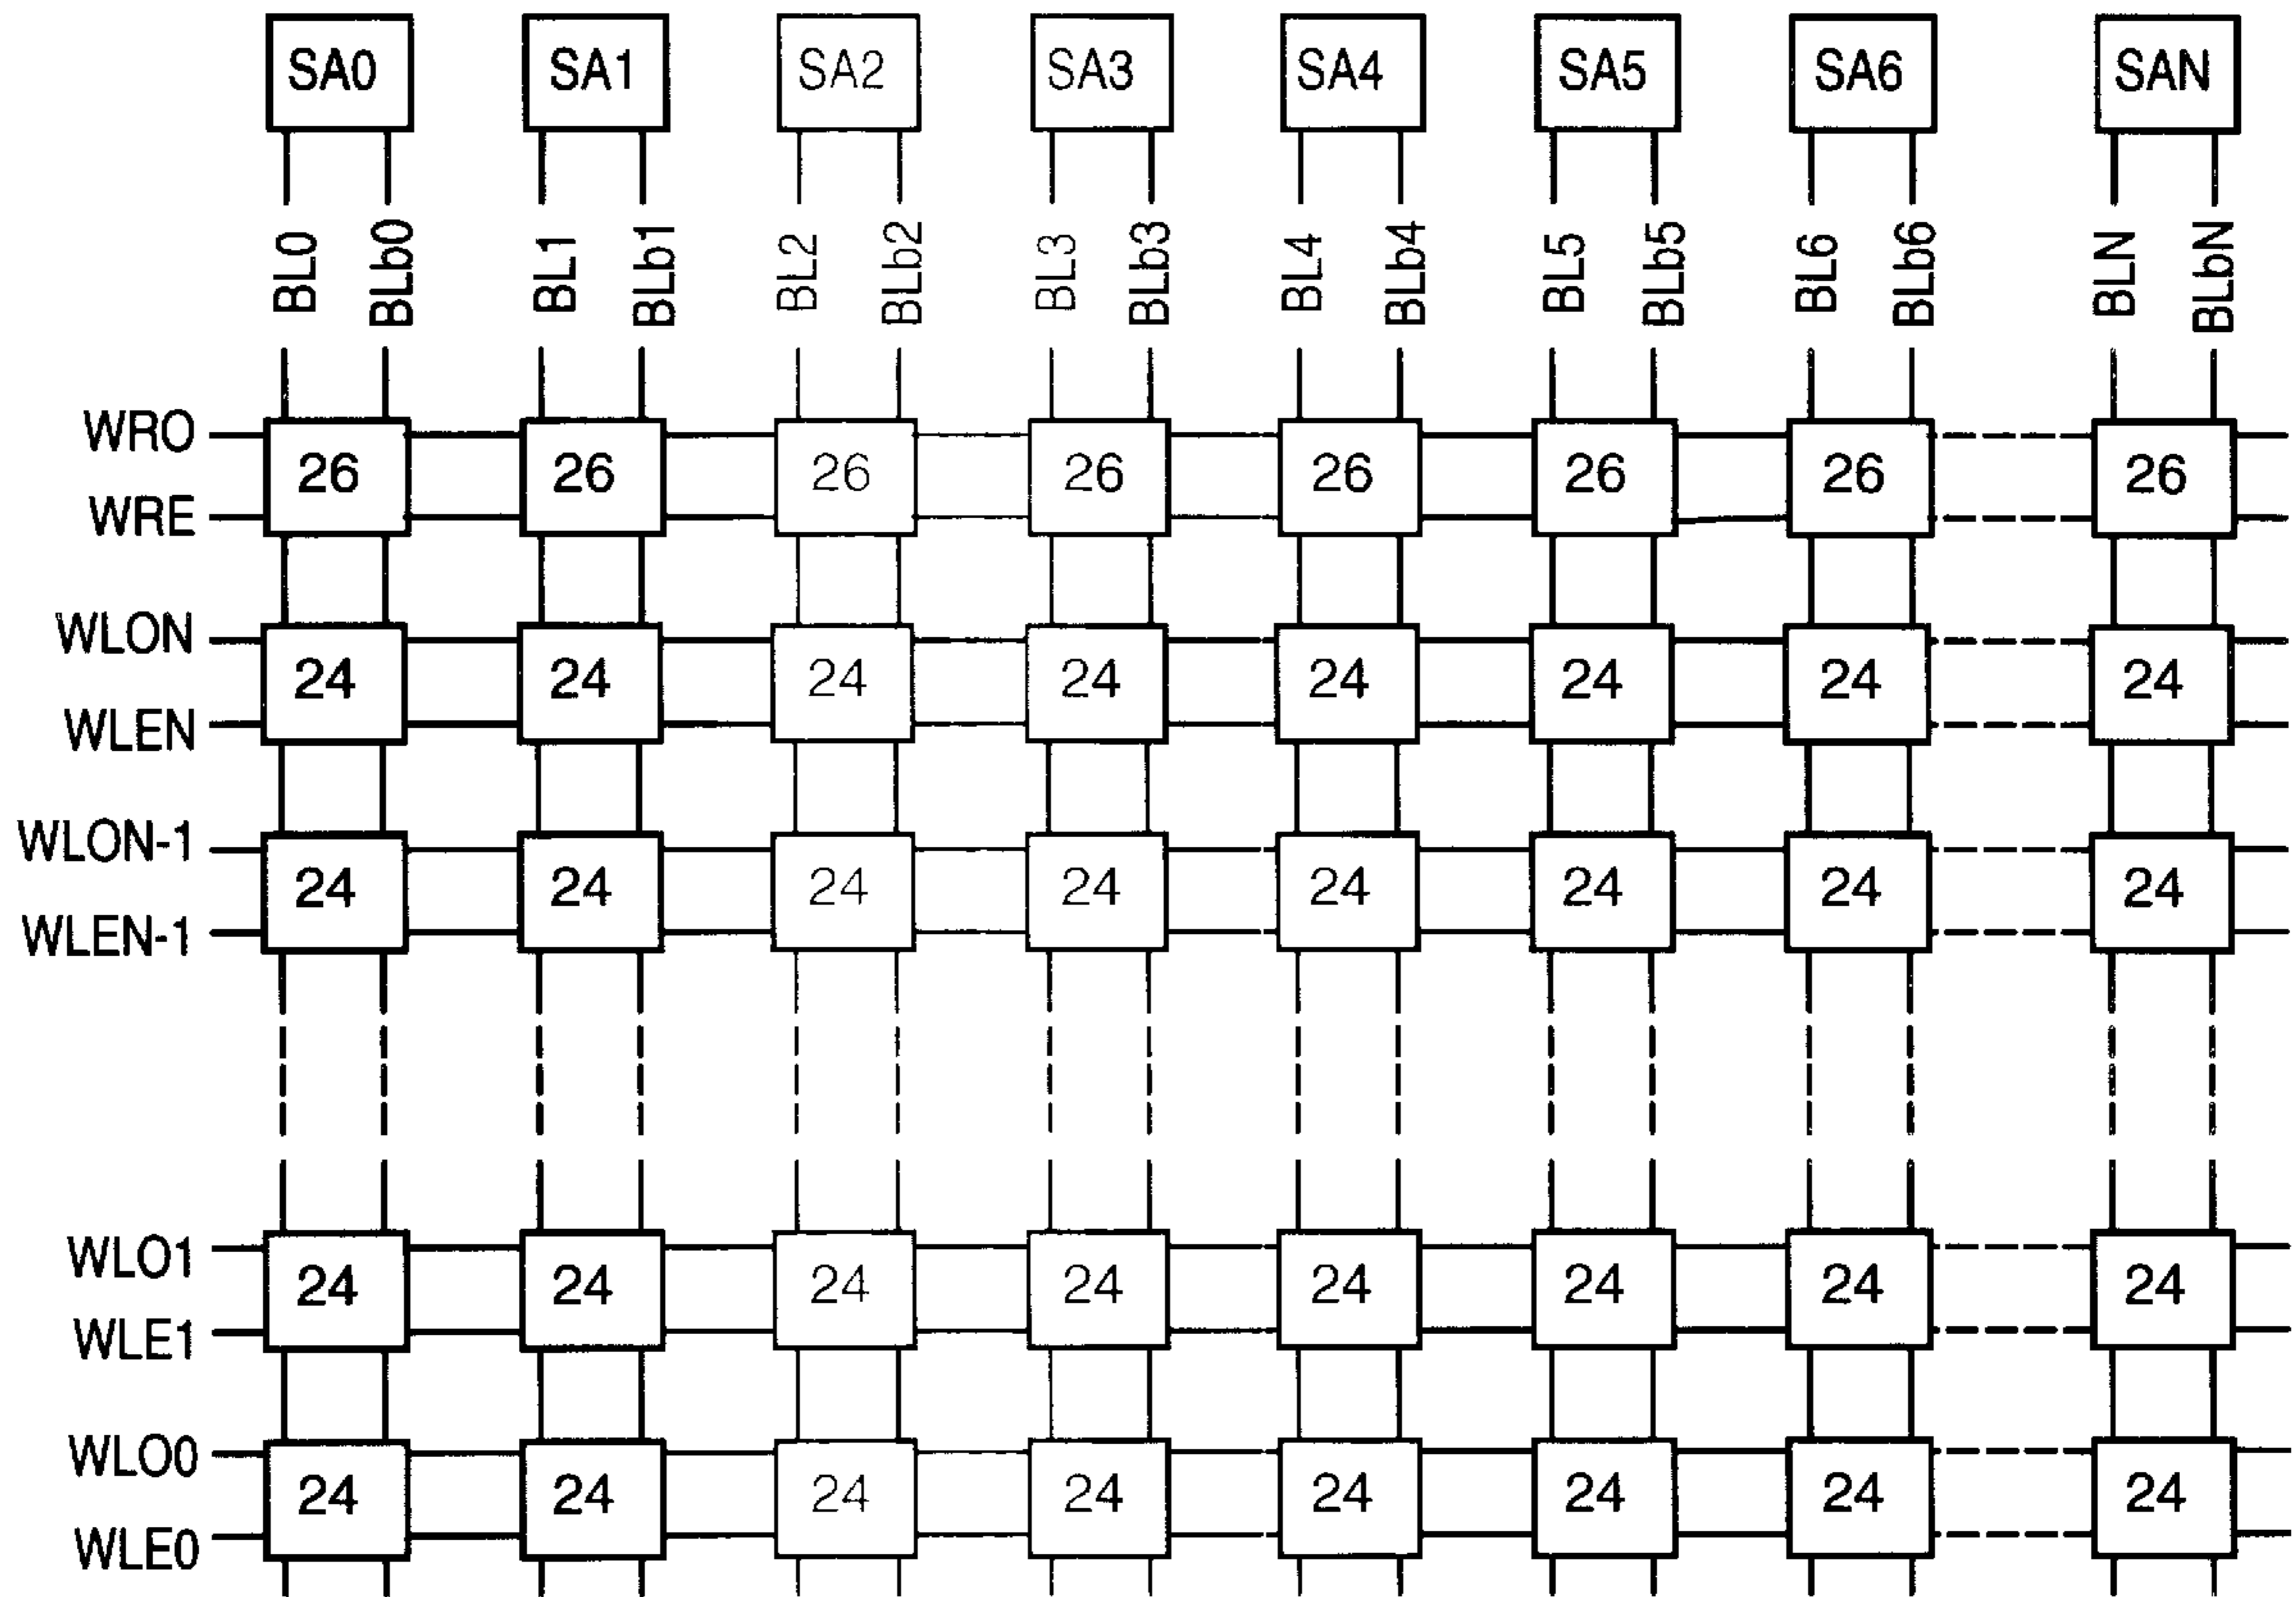 SA0 SA1 SA2 SA3 SA4 SA5 SA6 SAN
BL0 BLb0 BL1 BLb1 BL2 BLb2 BL3 BLb3 BL4 BLb4 BL5 BLb5 BL6 BLb6 BLN BLbN
WRO
26 26 26 26 26 26 26 26
WRE
WLON
24 24 24 24 24 24 24 24
WLEN
WLON-1
24 24 24 24 24 24 24 24
WLEN-1
WLO1
24 24 24 24 24 24 24 24
WLE1
WLO0
24 24 24 24 24 24 24 24
WLE0